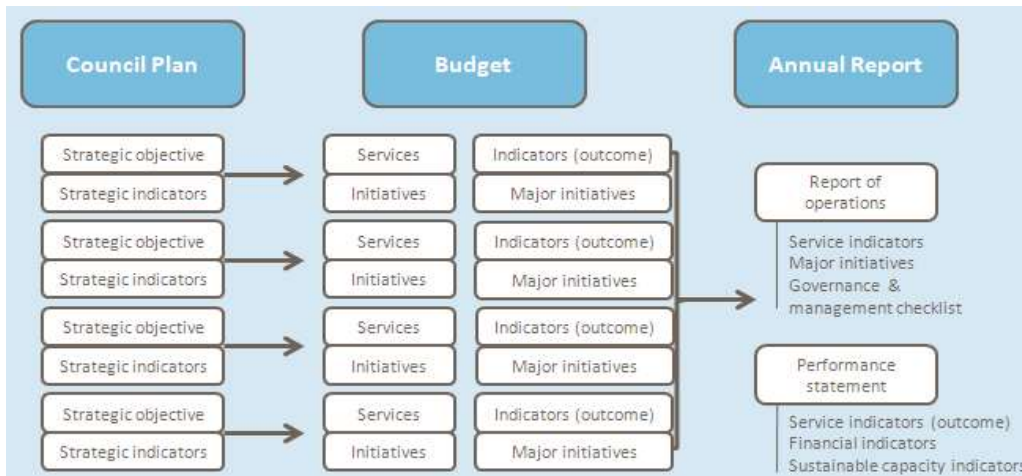 Council Plan
Budget
Annual Report
Strategic objective
Strategic indicators
Services
Initiatives
Indicators (outcome)
Major initiatives
Strategic objective
Strategic indicators
Services
Initiatives
Indicators (outcome)
Major initiatives
Strategic objective
Strategic indicators
Services
Initiatives
Indicators (outcome)
Major initiatives
Strategic objective
Strategic indicators
Services
Initiatives
Indicators (outcome)
Major initiatives
Report of
operations
Service indicators
Major initiatives
Governance &
management checklist
Performance
statement
Service indicators (outcome)
Financial indicators
Sustainable capacity indicators